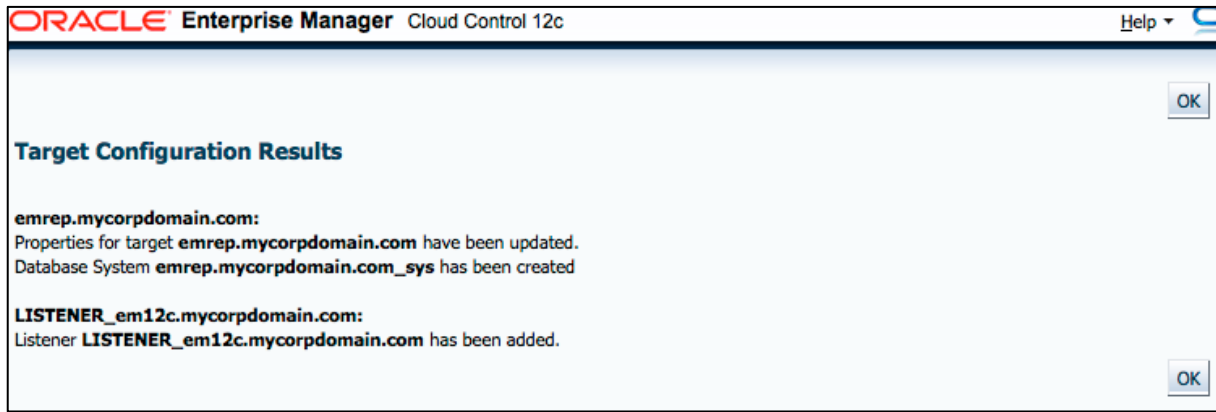 ORACLE Enterprise Manager Cloud Control 12c Help
OK
Target Configuration Results
emrep.mycorpdomain.com:
Properties for target emrep.mycorpdomain.com have been updated.
Database System emrep.mycorpdomain.com_sys has been created
LISTENER_em12c.mycorpdomain.com:
Listener LISTENER_em12c.mycorpdomain.com has been added.
OK